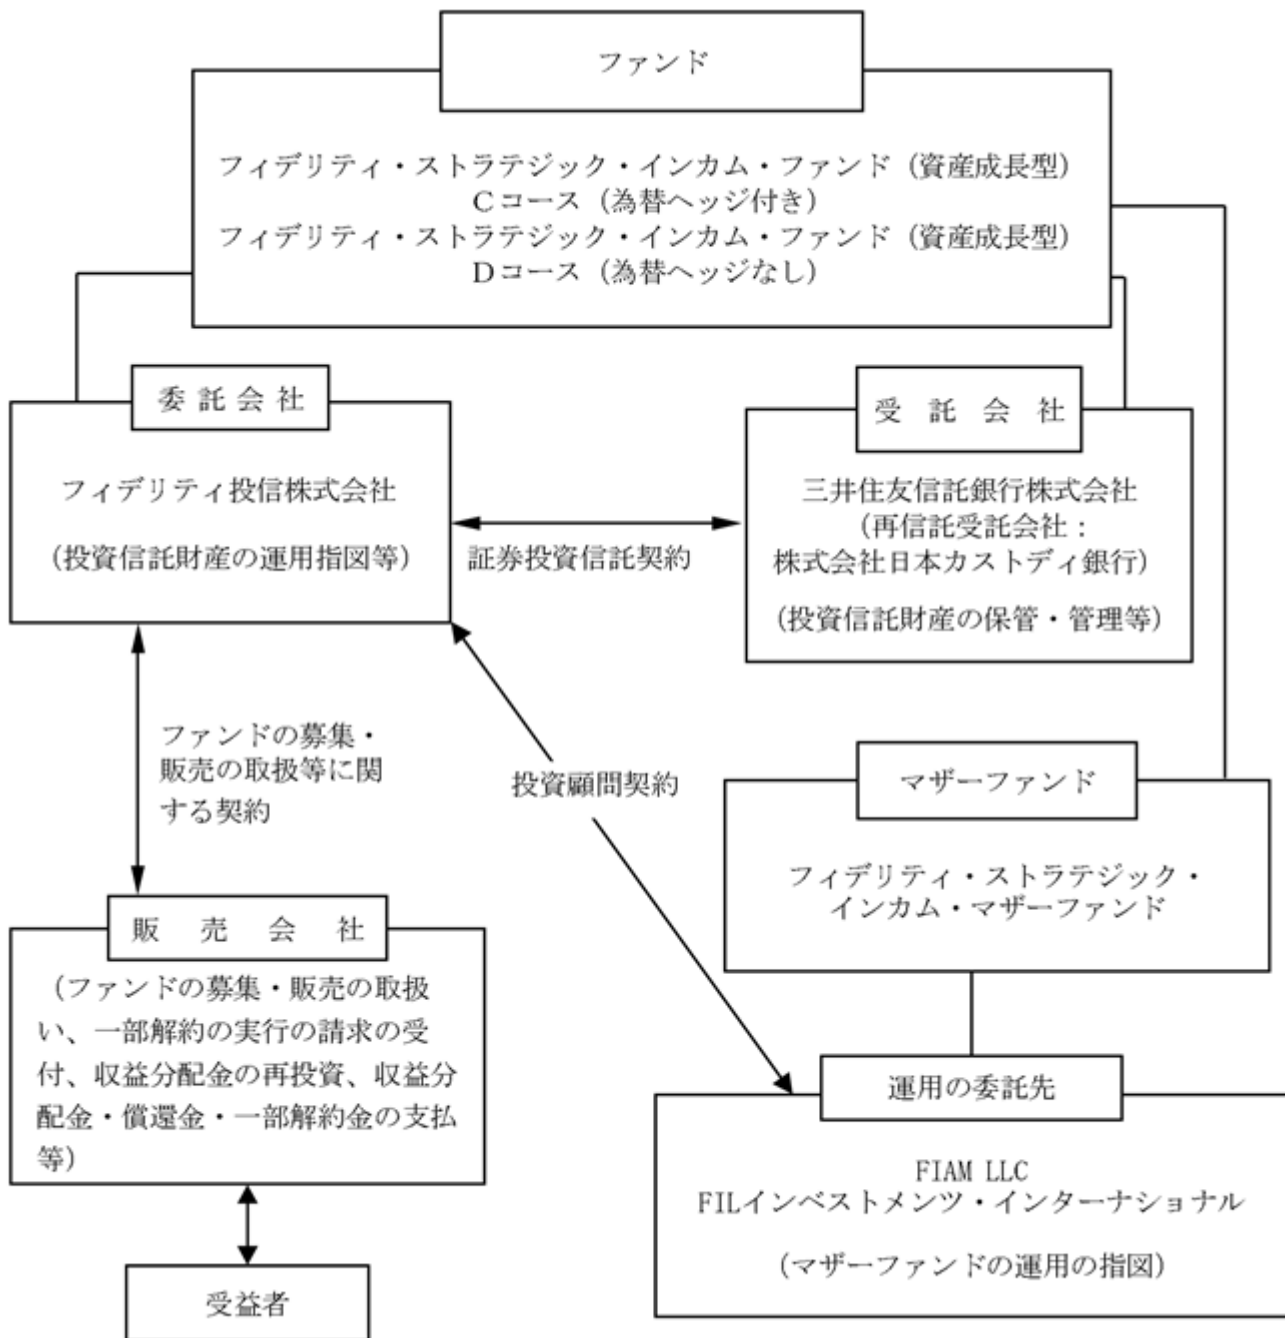 ファンド
フィデリティ・ストラテジック・インカム・ファンド（資産成長型）
Ｃコース（為替ヘッジ付き）
フィデリティ・ストラテジック・インカム・ファンド（資産成長型）
Ｄコース（為替ヘッジなし）
委託会社
フィデリティ投信株式会社
（投資信託財産の運用指図等）
証券投資信託契約
受託会社
三井住友信託銀行株式会社
（再信託受託会社：
株式会社日本カストディ銀行）
（投資信託財産の保管・管理等）
ファンドの募集・
販売の取扱等に関
する契約
投資顧問契約
マザーファンド
フィデリティ・ストラテジック・
インカム・マザーファンド
販売会社
（ファンドの募集・販売の取扱
い、一部解約の実行の請求の受
付、収益分配金の再投資、収益分
配金・償還金・一部解約金の支払
等）
運用の委託先
FIAM LLC
FILインベストメンツ・インターナショナル
（マザーファンドの運用の指図）
受益者